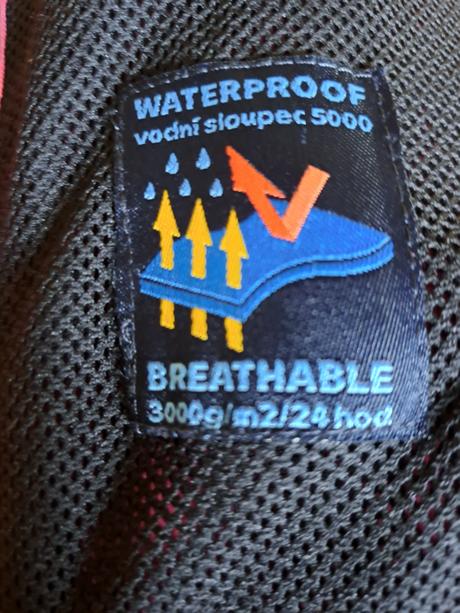 WATERPROOF
vodní sloupec 5000
BREATHABLE
3000g/m2/24 hod